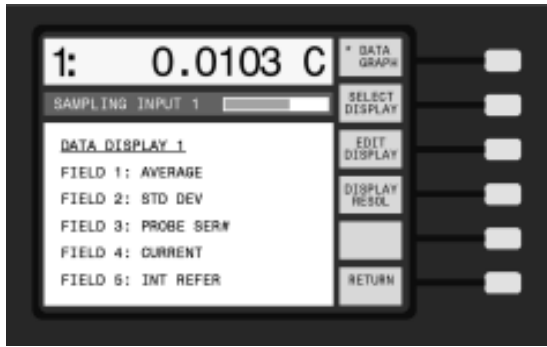 1: 0.0103 C
SAMPLING INPUT 1
DATA DISPLAY 1
FIELD 1: AVERAGE
FIELD 2: STD DEV
FIELD 3: PROBE SER#
FIELD 4: CURRENT
FIELD 5: INT REFER
* DATA
GRAPH
SELECT
DISPLAY
EDIT
DISPLAY
DISPLAY
RESOL
RETURN